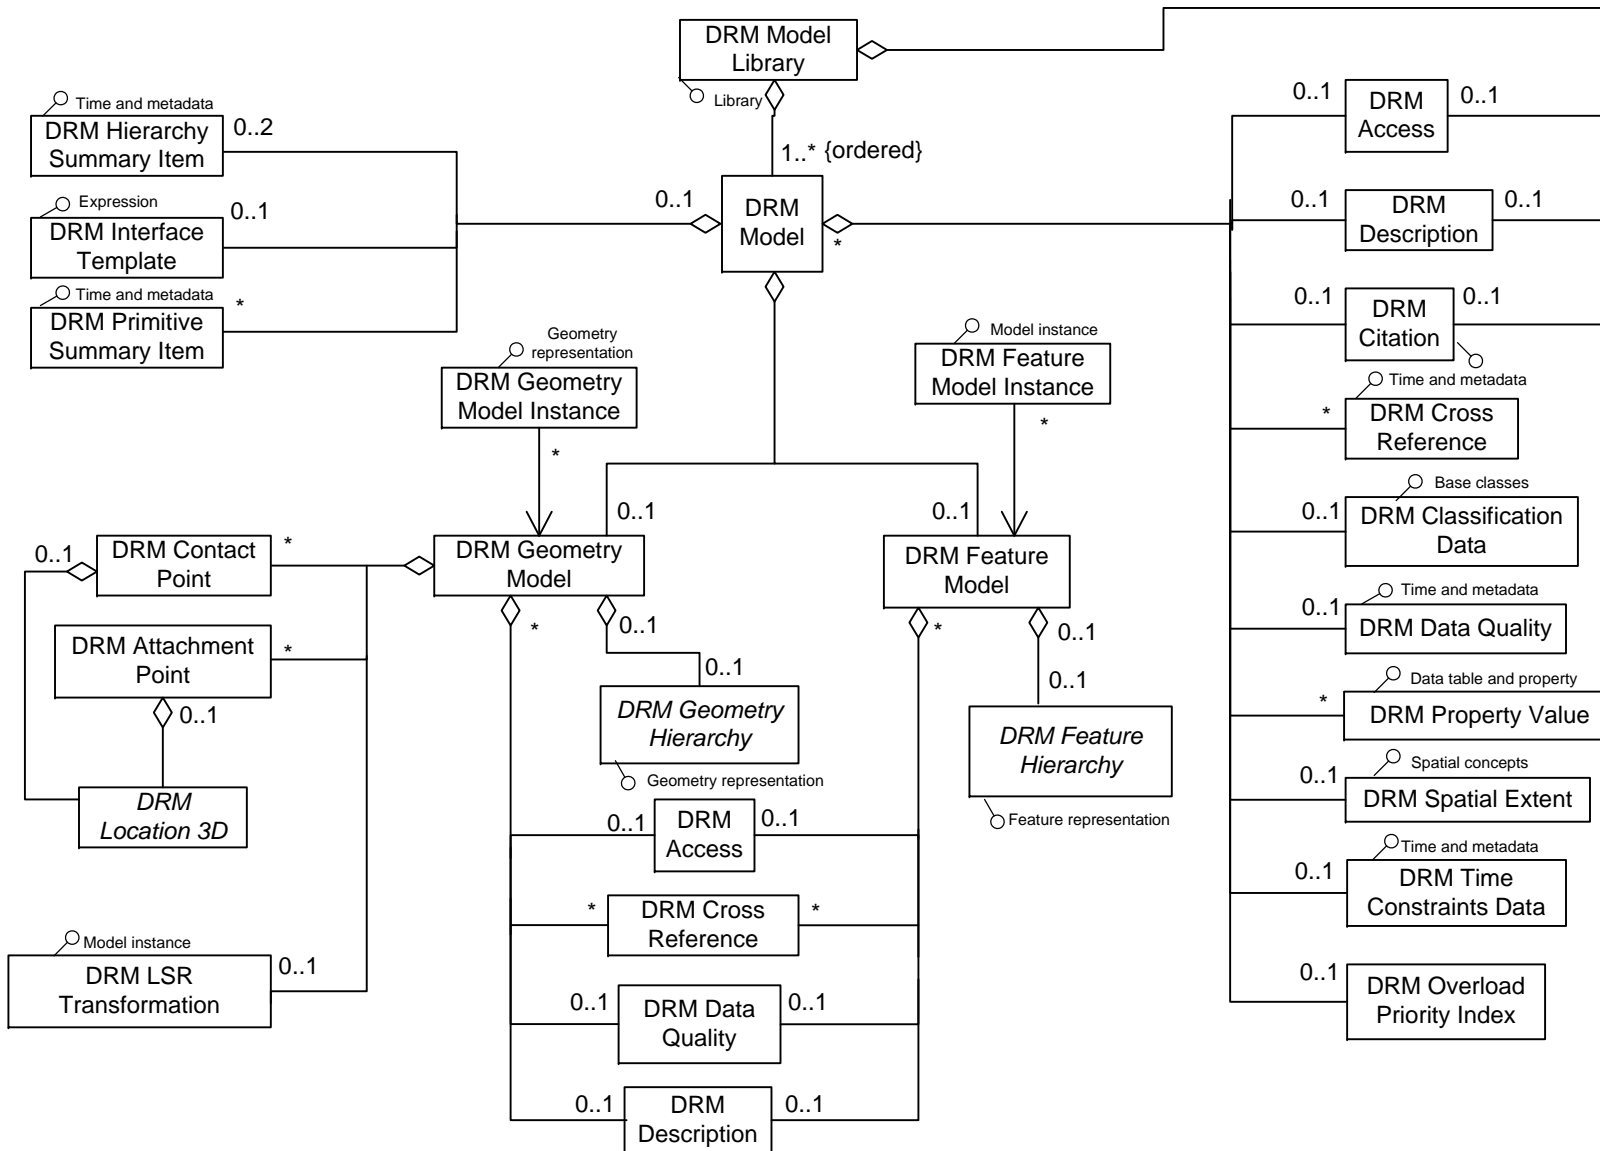 DRM Model
Library
Library
1..* {ordered}
Time and metadata
DRM Hierarchy
Summary Item
0..2
Expression
DRM Interface
Template
0..1
Time and metadata
DRM Primitive
Summary Item
*
0..1
DRM
Model
*
0..1
DRM
Access
0..1
0..1
DRM
Description
0..1
0..1
DRM
Citation
0..1
Time and metadata
*
DRM Cross
Reference
Base classes
0..1
DRM Classification
Data
Time and metadata
0..1
DRM Data Quality
Data table and property
*
DRM Property Value
Spatial concepts
0..1
DRM Spatial Extent
Time and metadata
0..1
DRM Time
Constraints Data
0..1
DRM Overload
Priority Index
Geometry
representation
DRM Geometry
Model Instance
*
Model instance
DRM Feature
Model Instance
*
0..1
0..1
0..1
DRM Contact
Point
*
DRM Geometry
Model
DRM Feature
Model
DRM Attachment
Point
*
0..1
DRM
Location 3D
Model instance
DRM LSR
Transformation
0..1
*
0..1
0..1
DRM Geometry
Hierarchy
Geometry representation
*
0..1
0..1
DRM Feature
Hierarchy
Feature representation
0..1
DRM
Access
0..1
*
DRM Cross
Reference
*
0..1
DRM Data
Quality
0..1
0..1
DRM
Description
0..1